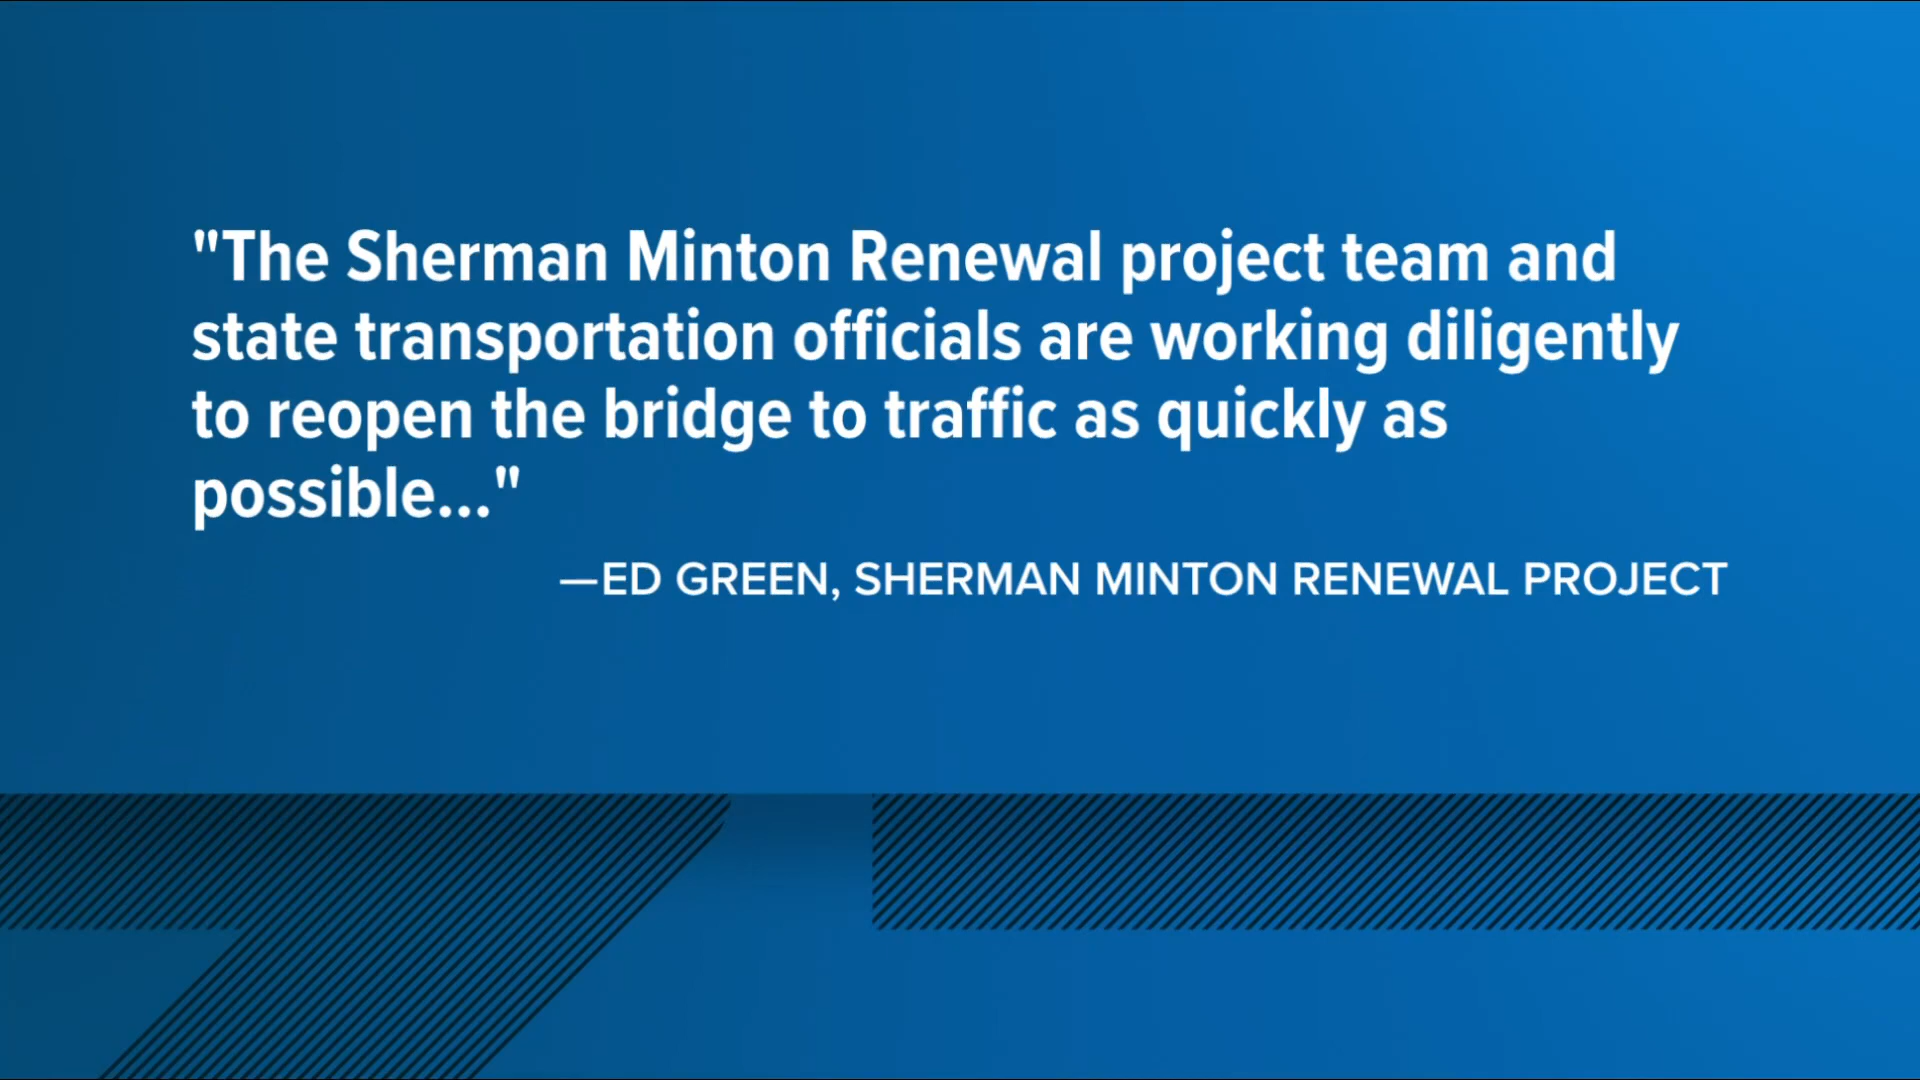 "The Sherman Minton Renewal project team and
state transportation officials are working diligently
to reopen the bridge to traffic as quickly as
possible..."
—ED GREEN, SHERMAN MINTON RENEWAL PROJECT